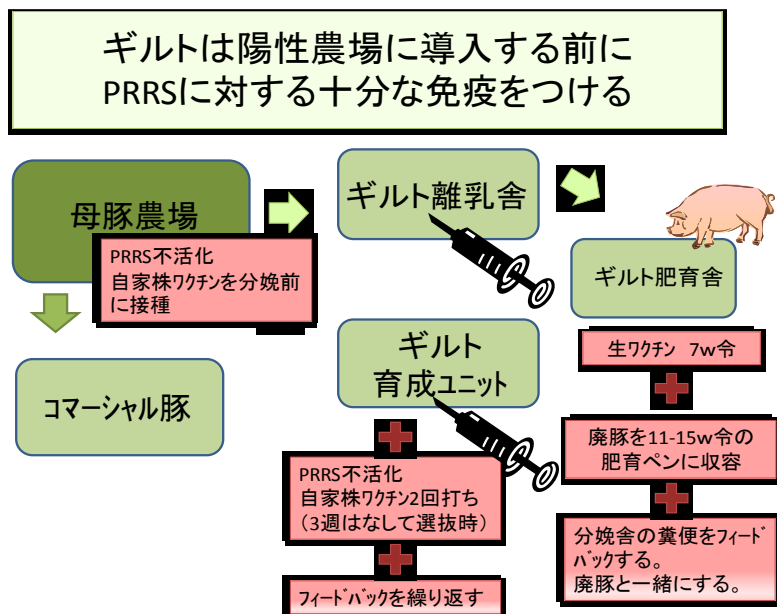 ギルトは陽性農場に導入する前に
PRRSに対する十分な免疫をつける
母豚農場
PRRS不活化
自家株ワクチンを分娩前
に接種
コマーシャル豚
ギルト離乳舎
ギルト肥育舎
生ワクチン 7w令
廃豚を11-15w令の
肥育ペンに収容
分娩舎の糞便をフィードﾞ
バックする。
廃豚と一緒にする。
ギルト
育成ユニット
PRRS不活化
自家株ワクチン2回打ち
(3週はなして選抜時)
フィードバックを繰り返す